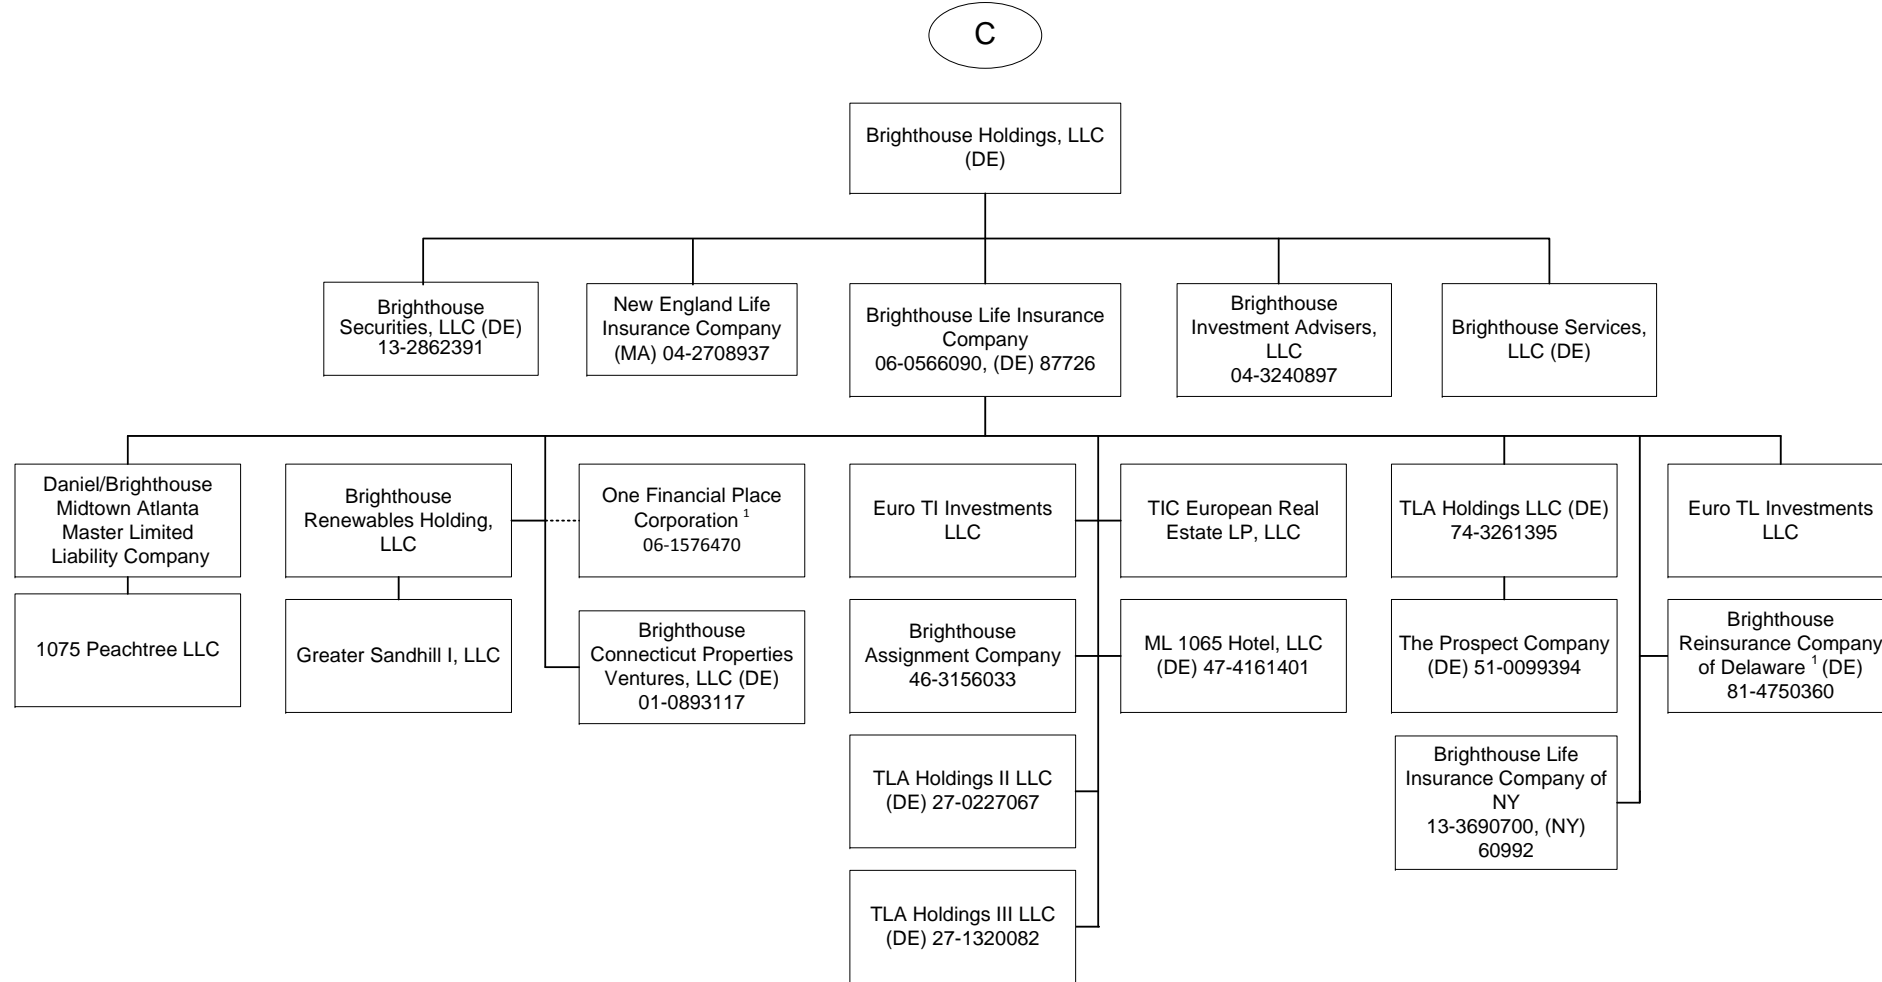 C
Brighthouse Holdings, LLC
(DE)
Brighthouse
Securities, LLC (DE)
13-2862391
New England Life
Insurance Company
(MA) 04-2708937
Brighthouse Life Insurance
Company
06-0566090, (DE) 87726
Brighthouse
Investment Advisers,
LLC
04-3240897
Brighthouse Services,
LLC (DE)
Daniel/Brighthouse
Midtown Atlanta
Master Limited
Liability Company
Brighthouse
Renewables Holding,
LLC
One Financial Place
Corporation 1
06-1576470
Euro TI Investments
LLC
TIC European Real
Estate LP, LLC
TLA Holdings LLC (DE)
74-3261395
Euro TL Investments
LLC
1075 Peachtree LLC
Greater Sandhill I, LLC
Brighthouse
Connecticut Properties
Ventures, LLC (DE)
01-0893117
Brighthouse
Assignment Company
46-3156033
ML 1065 Hotel, LLC
(DE) 47-4161401
The Prospect Company
(DE) 51-0099394
Brighthouse
Reinsurance Company
of Delaware 1 (DE)
81-4750360
TLA Holdings II LLC
(DE) 27-0227067
Brighthouse Life
Insurance Company of
NY
13-3690700, (NY)
60992
TLA Holdings III LLC
(DE) 27-1320082